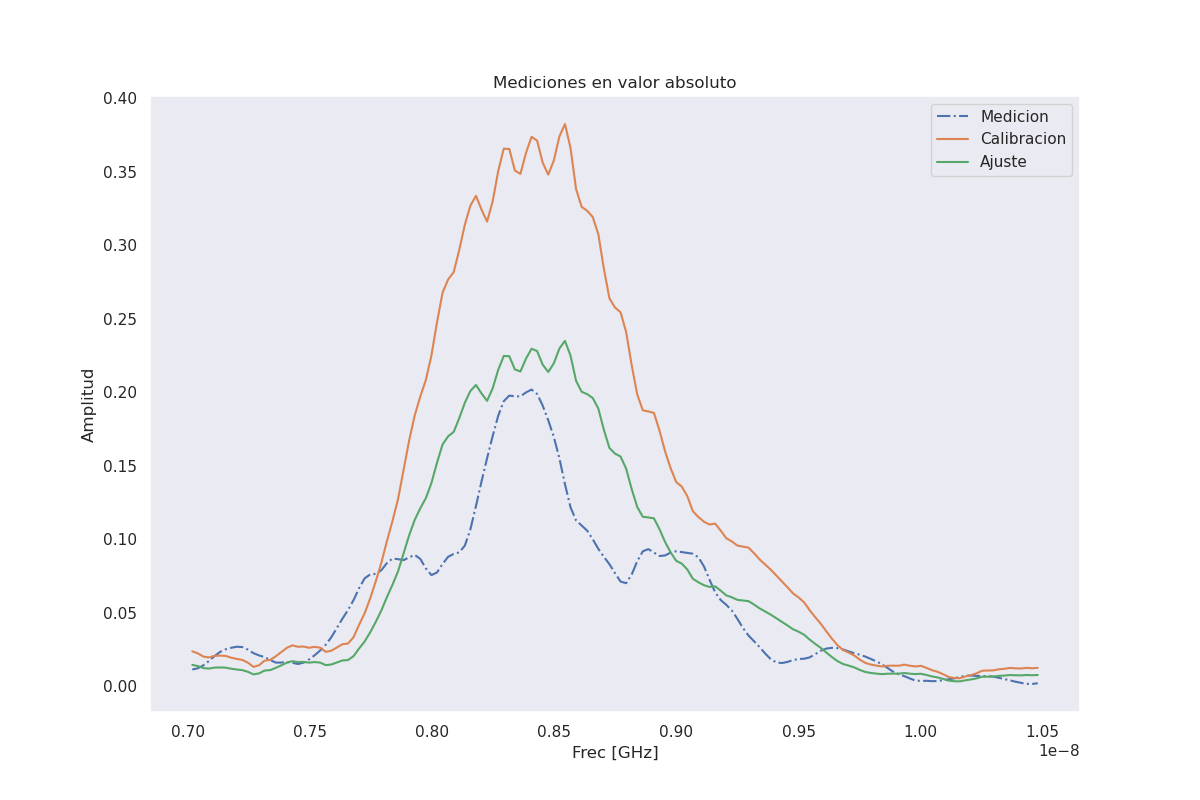 Mediciones en valor absoluto
0.40
0.35
0.30
0.25
0.20
0.15
0.10
0.05
0.00
Amplitud
Medicion
Calibracion
Ajuste
0.70 0.75 0.80 0.85 0.90 0.95 1.00 1.05
Frec [GHz]
1e−8